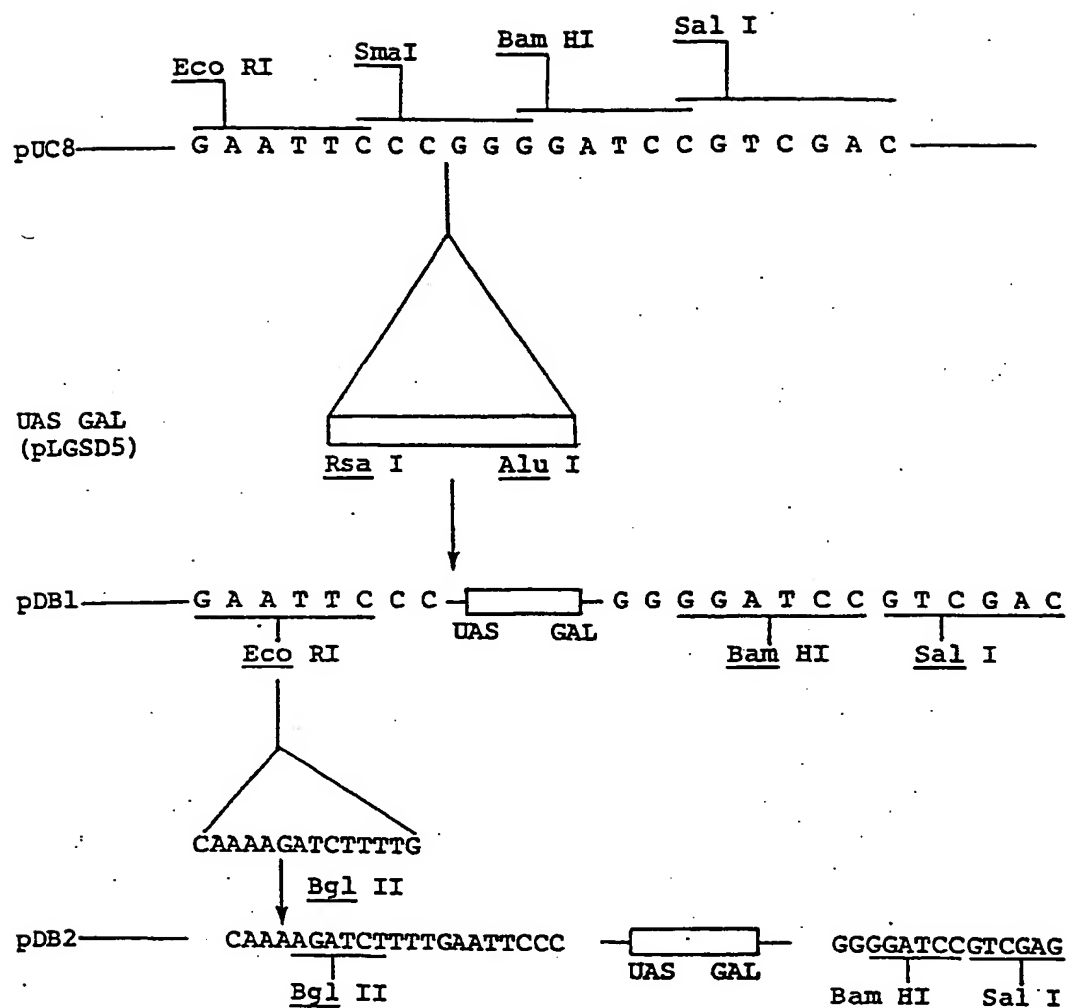 Eco RI
SmaI
Bam HI
Sal I
pUC8 G A A T T C C C G G G G A T C C G T C G A C
UAS GAL
(pLGSD5)
Rsa I Alu I
pDB1 G A A T T C C C G G G G A T C C G T C G A C
UAS GAL
Eco RI Bam HI Sal I
CAAAAGATCTTTTG
Bgl II
pDB2 CAAAAGATCTTTTGAATTCCC GGGGATCCGTCGAG
UAS GAL
Bgl II Bam HI Sal I